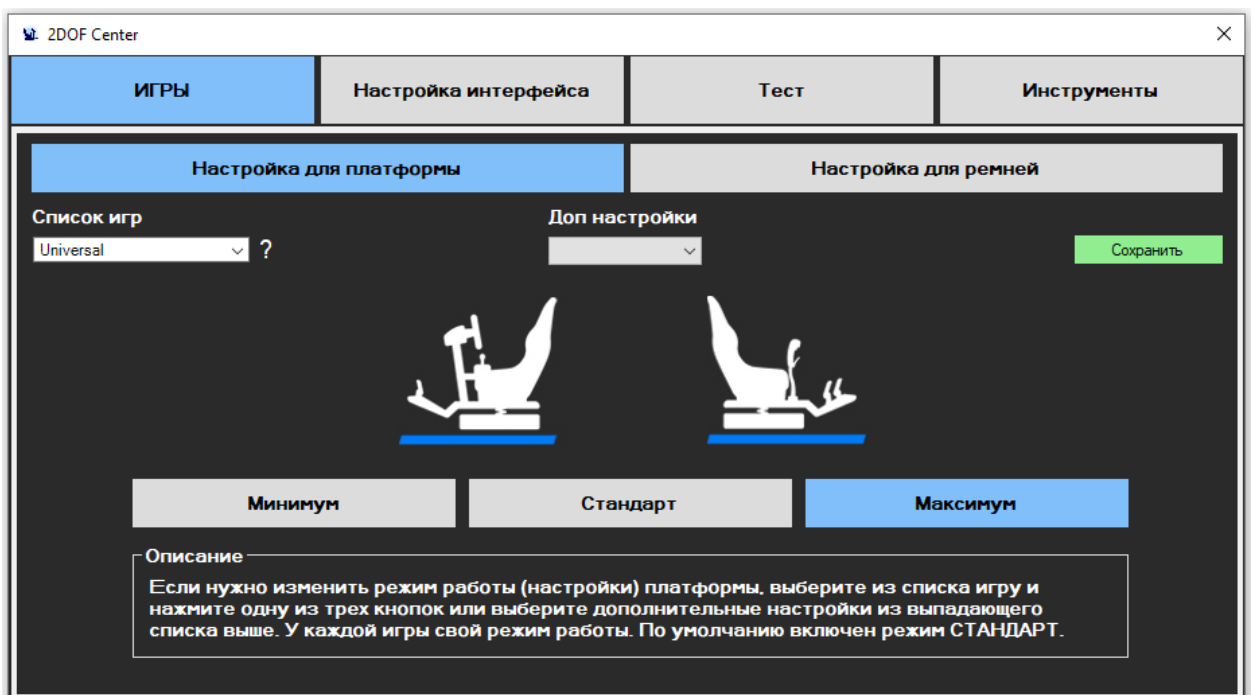 2DOF Center
ИГРЫ
Настройка интерфейса
Тест
Инструменты
Настройка для платформы
Настройка для ремней
Список игр
Доп настройки
Universal
?
Сохранить
Минимум
Стандарт
Максимум
Описание
Если нужно изменить режим работы (настройки) платформы, выберите из списка игру и
нажмите одну из трех кнопок или выберите дополнительные настройки из выпадающего
списка выше. У каждой игры свой режим работы. По умолчанию включен режим СТАНДАРТ.